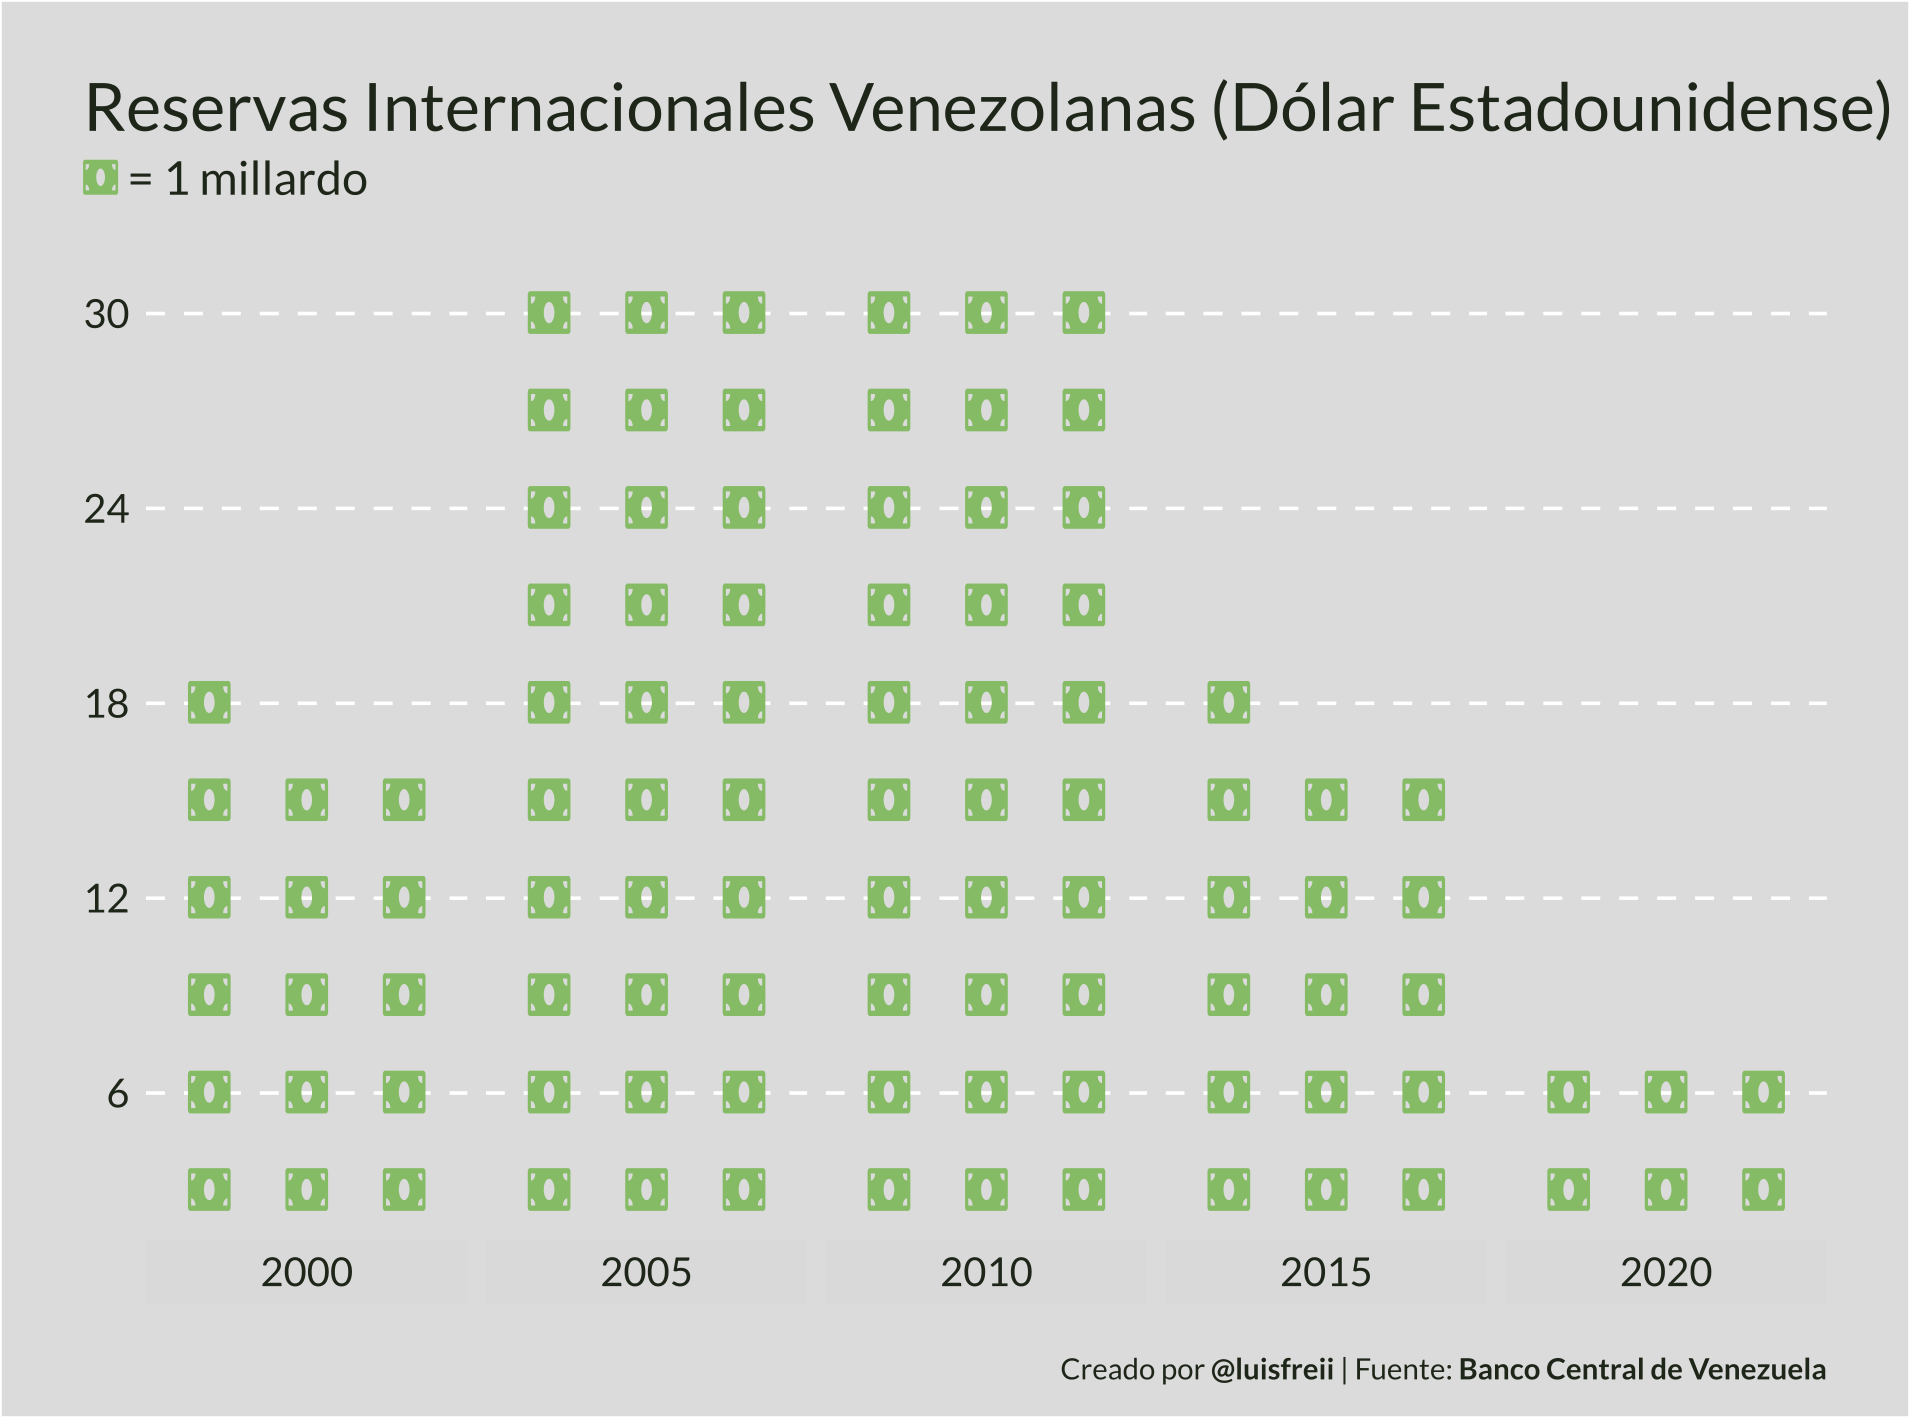 Reservas Internacionales Venezolanas (Dólar Estadounidense)
= 1 millardo
30
24
18
12
6
2000 2005 2010 2015 2020
Creado por @luisfreii | Fuente: Banco Central de Venezuela